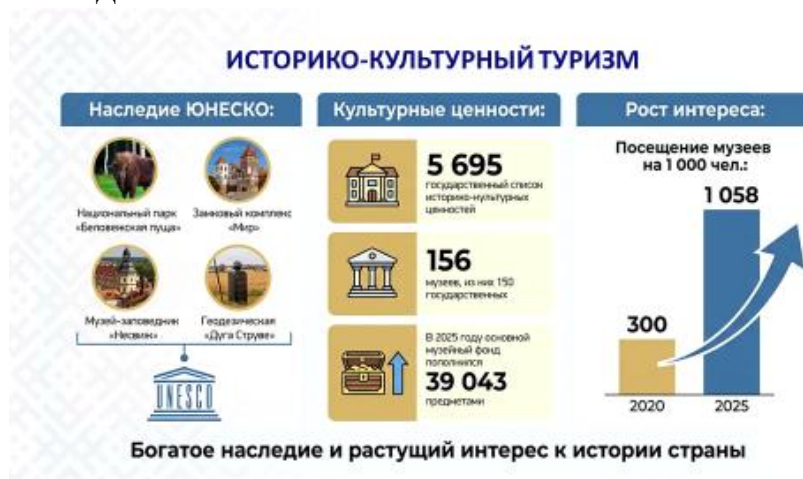 ИСТОРИКО-КУЛЬТУРНЫЙ ТУРИЗМ
Наследие ЮНЕСКО:
Национальный парк
«Беловежская пуща»
Замковый комплекс
«Мир»
Музей-заповедник
«Несвиж»
Геодезическая
«Дуга Струве»
UNESCO
Культурные ценности:
5 695
государственный список
историко-культурных
ценностей
156
музеев, из них 150
государственных
В 2025 году основной
музейный фонд
пополнился
39 043
предметами
Рост интереса:
Посещение музеев
на 1 000 чел.:
1 058
300
2020
2025
Богатое наследие и растущий интерес к истории страны